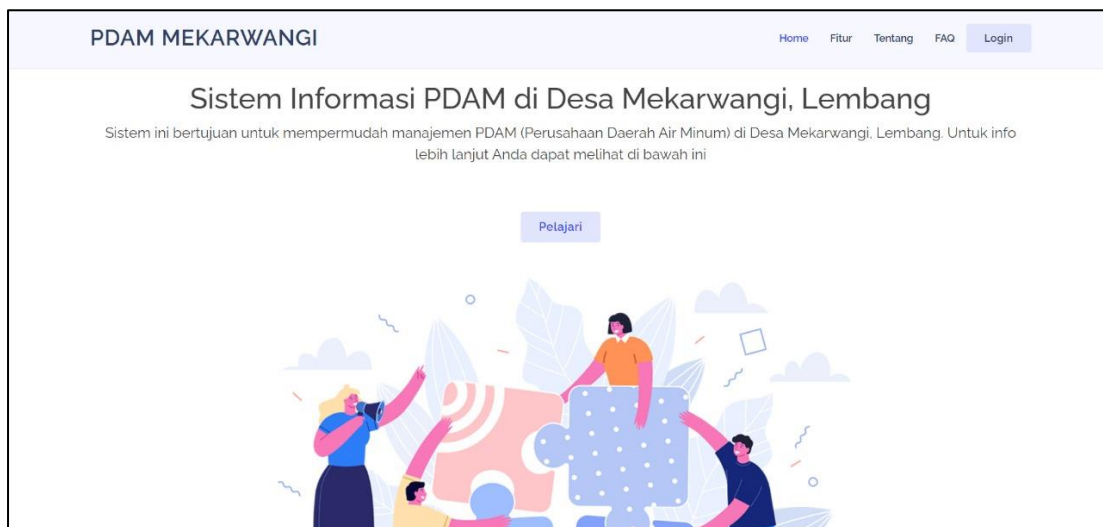 PDAM MEKARWANGI
Home Fitur Tentang FAQ Login
Sistem Informasi PDAM di Desa Mekarwangi, Lembang
Sistem ini bertujuan untuk mempermudah manajemen PDAM (Perusahaan Daerah Air Minum) di Desa Mekarwangi, Lembang. Untuk info
lebih lanjut Anda dapat melihat di bawah ini
Pelajari